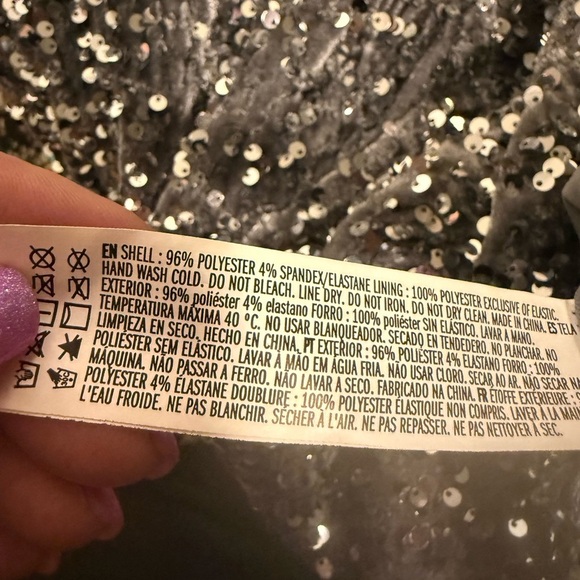 EN SHELL : 96% POLYESTER 4% SPANDEX/ELASTANE LINING : 100% POLYESTER EXCLUSIVE OF ELASTIC.
HAND WASH COLD. DO NOT BLEACH. LINE DRY. DO NOT IRON. DO NOT DRY CLEAN. MADE IN CHINA. ES TELA
EXTERIOR : 96% poliéster 4% elastano FORRO : 100% poliéster SIN ELÁSTICO. LAVAR A MANO.
TEMPERATURA MÁXIMA 40 °C. NO USAR BLANQUEADOR. SECADO EN TENDEDERO. NO PLANCHAR. NO
LIMPIEZA EN SECO. HECHO EN CHINA. PT EXTERIOR : 96% POLIÉSTER 4% ELASTANO FORRO : 100%
POLIÉSTER SEM ELÁSTICO. LAVAR À MÃO EM ÁGUA FRIA. NÃO USAR CLORO. SECAR AO AR. NÃO SECAR NA
MÁQUINA. NÃO PASSAR A FERRO. NÃO LAVAR A SECO. FABRICADO NA CHINA. FR ÉTOFFE EXTÉRIEURE :
POLYESTER 4% ÉLASTANE DOUBLURE : 100% POLYESTER ÉLASTIQUE NON COMPRIS. LAVER À LA
L'EAU FROIDE. NE PAS BLANCHIR. SÉCHER À L'AIR. NE PAS REPASSER. NE PAS NETTOYER À SEC.